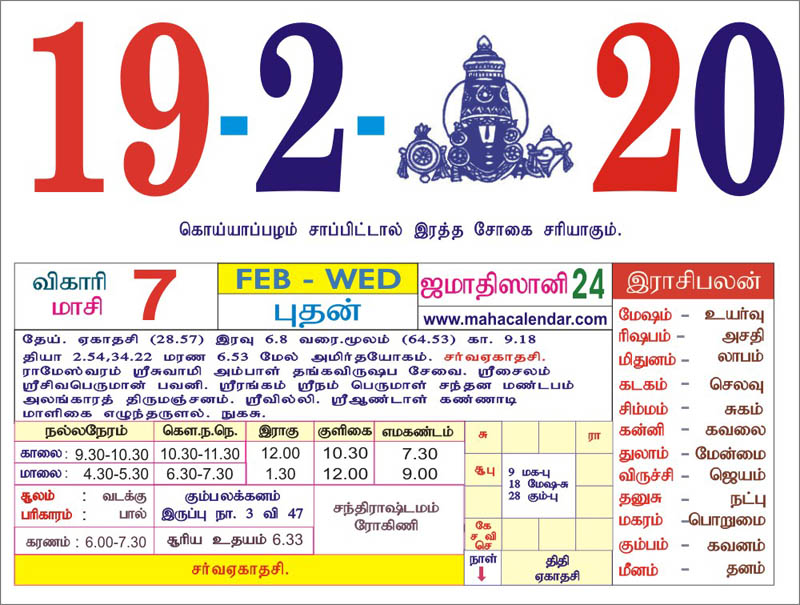 19-2-20
கொய்யாப்பழம் சாப்பிட்டால் இரத்த சோகை சரியாகும்.
விகாரி
மாசி 7
FEB - WED
புதன்
ஜமாதிஸானி 24
www.mahacalendar.com
தேய். ஏகாதசி (28.57) இரவு 6.8 வரை.மூலம் (64.53) கா. 9.18
தியா 2.54,34.22 மரண 6.53 மேல் அமிர்தயோகம். சர்வஏகாதசி.
ராமேஸ்வரம் ஸ்ரீசுவாமி அம்பாள் தங்கவிருஷப சேவை. ஸ்ரீசைலம்
ஸ்ரீசிவபெருமான் பவனி. ஸ்ரீரங்கம் ஸ்ரீநம் பெருமாள் சந்தன மண்டபம்
அலங்காரத் திருமஞ்சனம். ஸ்ரீவில்லி. ஸ்ரீஆண்டாள் கண்ணாடி
மாளிகை எழுந்தருளல். நுகசு.
இராசிபலன்
மேஷம் – உயர்வு
ரிஷபம் – அசதி
மிதுனம் – லாபம்
கடகம் – செலவு
சிம்மம் – சுகம்
கன்னி – கவலை
துலாம் – மேன்மை
விருச்சி – ஜெயம்
தனுசு – நட்பு
மகரம் –பொறுமை
கும்பம் – கவனம்
மீனம் – தனம்
நல்லநேரம் கௌ.ந.நெ. இராகு குளிகை எமகண்டம்
காலை: 9.30-10.30 10.30-11.30 12.00 10.30 7.30
மாலை: 4.30-5.30 6.30-7.30 1.30 12.00 9.00
சூலம் : வடக்கு
பரிகாரம் : பால்
கும்பலக்கனம்
இருப்பு நா. 3 வி 47
சந்திராஷ்டமம்
ரோகிணி
கரணம் : 6.00-7.30
சூரிய உதயம் 6.33
சர்வஏகாதசி.
சு ரா
சூபு
9 மக-பு
18 மேஷ-சு
28 கும்-பு
கே
ச வி
செ
நாள்
திதி
ஏகாதசி